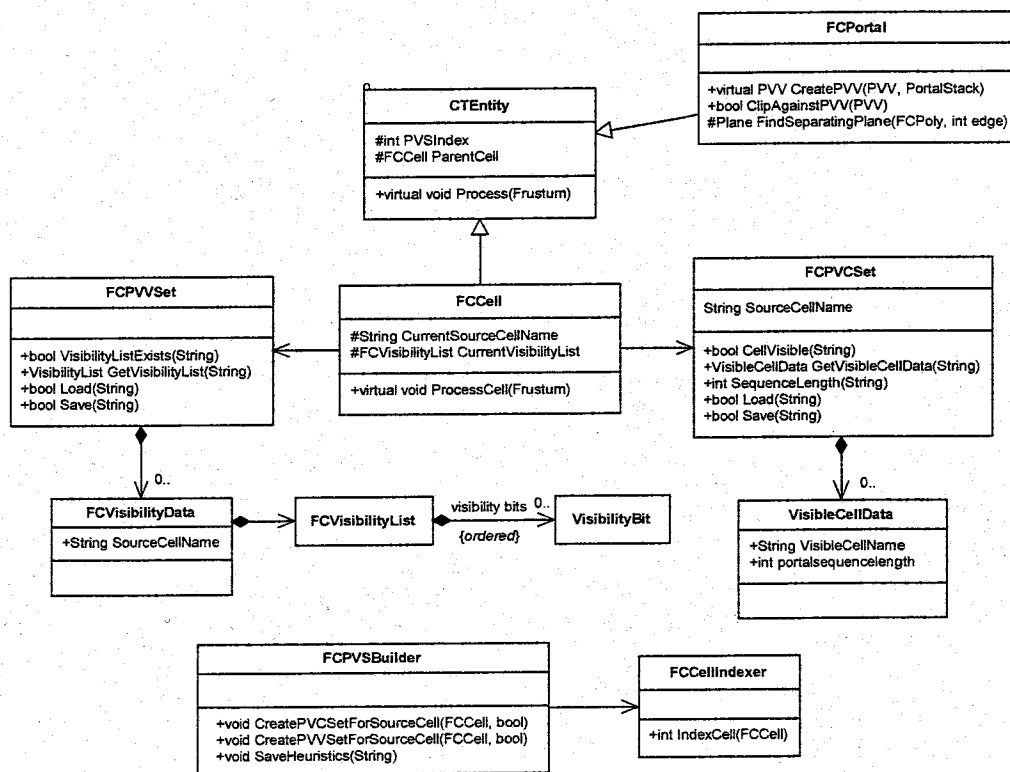 FCPortal
+virtual PVV CreatePVV(PVV, PortalStack)
+bool ClipAgainstPVV(PVV)
#Plane FindSeparatingPlane(FCPoly, int edge)
CTEntity
#int PVSIndex
#FCCell ParentCell
+virtual void Process(Frustum)
FCPVVSet
+bool VisibilityListExists(String)
+VisibilityList GetVisibilityList(String)
+bool Load(String)
+bool Save(String)
FCCell
#String CurrentSourceCellName
#FCVisibilityList CurrentVisibilityList
+virtual void ProcessCell(Frustum)
FCPVCSet
String SourceCellName
+bool CellVisible(String)
+VisibleCellData GetVisibleCellData(String)
+int SequenceLength(String)
+bool Load(String)
+bool Save(String)
0..
0..
FCVisibilityData
+String SourceCellName
FCVisibilityList
visibility bits 0..
{ordered}
VisibilityBit
VisibleCellData
+String VisibleCellName
+int portalsequencelength
FCPVSBuilder
+void CreatePVCSetForSourceCell(FCCell, bool)
+void CreatePVVSetForSourceCell(FCCell, bool)
+void SaveHeuristics(String)
FCCellIndexer
+int IndexCell(FCCell)